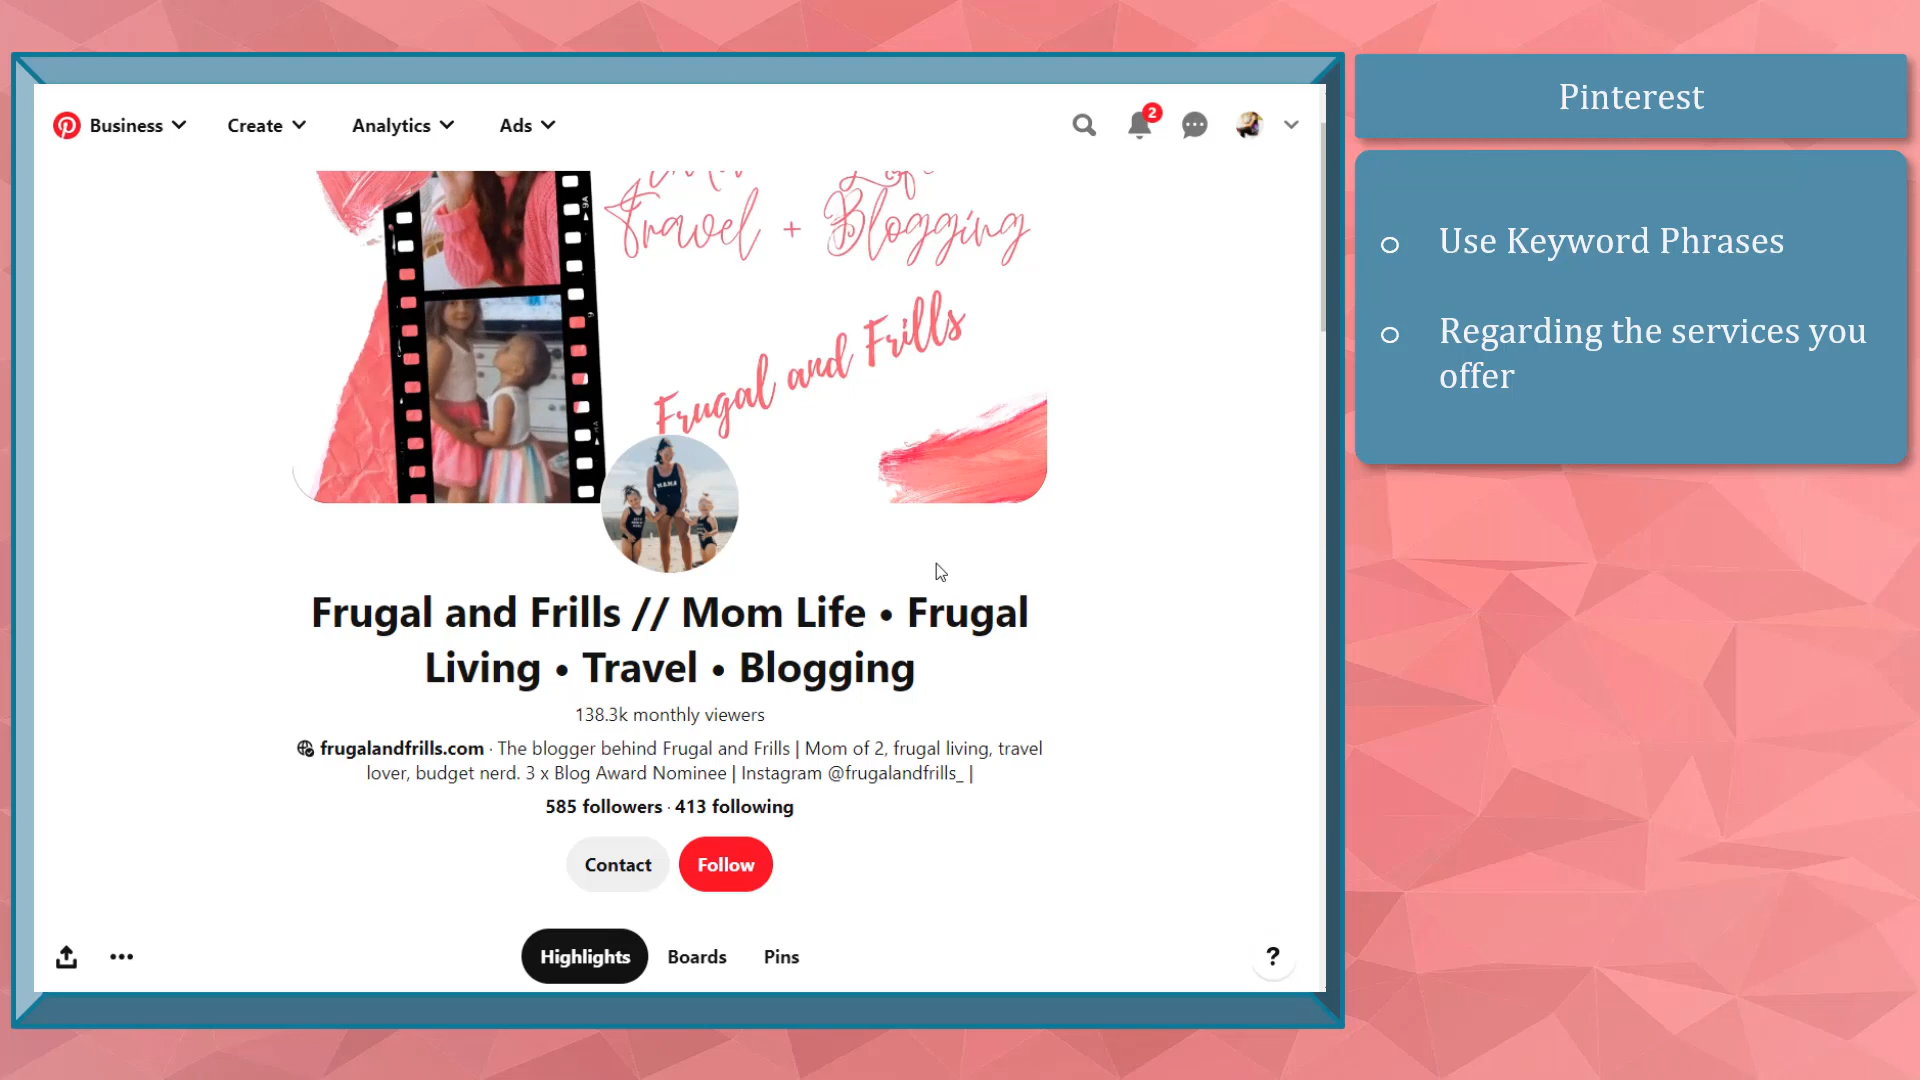 Business
Create
Analytics
Ads
2
Travel + Blogging
Frugal and Frills
MAMA
Frugal and Frills // Mom Life • Frugal
Living • Travel • Blogging
138.3k monthly viewers
frugalandfrills.com · The blogger behind Frugal and Frills | Mom of 2, frugal living, travel
lover, budget nerd. 3 x Blog Award Nominee | Instagram @frugalandfrills_ |
585 followers · 413 following
Contact
Follow
Highlights
Boards
Pins
?
Pinterest
Use Keyword Phrases
Regarding the services you
offer